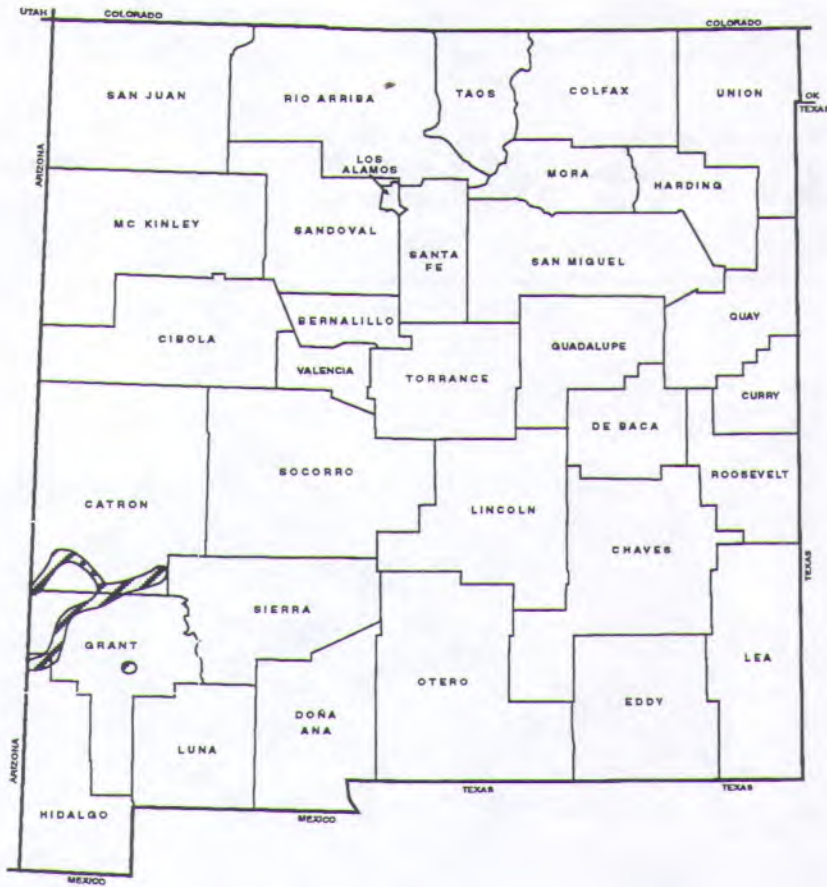 UTAH
COLORADO
COLORADO
SAN JUAN
RIO ARRIBA
TAOS
COLFAX
UNION
OK
TEXAS
ARIZONA
LOS
ALAMOS
MORA
HARDING
MC KINLEY
SANDOVAL
SANTA
FE
SAN MIGUEL
BERNALILLO
QUAY
CIBOLA
GUADALUPE
VALENCIA
TORRANCE
CURRY
DE BACA
SOCORRO
ROOSEVELT
CATRON
LINCOLN
CHAVES
TEXAS
SIERRA
GRANT
LEA
OTERO
EDDY
DOÑA
ANA
LUNA
ARIZONA
TEXAS
TEXAS
HIDALGO
MEXICO
MEXICO